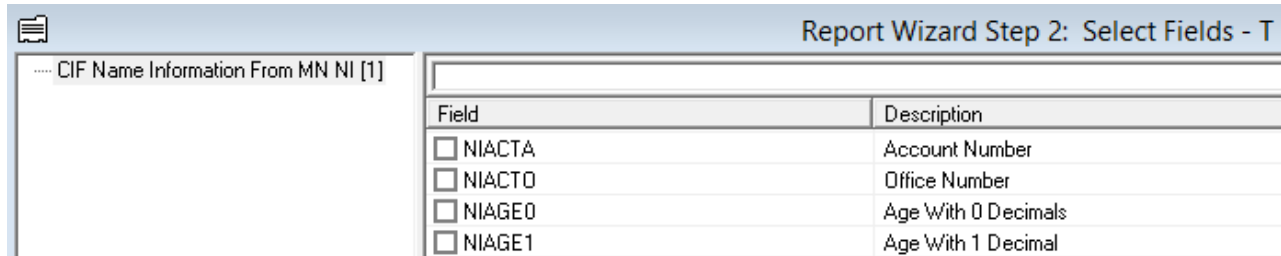 Report Wizard Step 2: Select Fields - T
CIF Name Information From MN NI [1]
Field Description
NIACTA Account Number
NIACTO Office Number
NIAGE0 Age With 0 Decimals
NIAGE1 Age With 1 Decimal